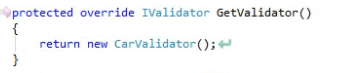 protected override IValidator GetValidator()
{
return new CarValidator();
}